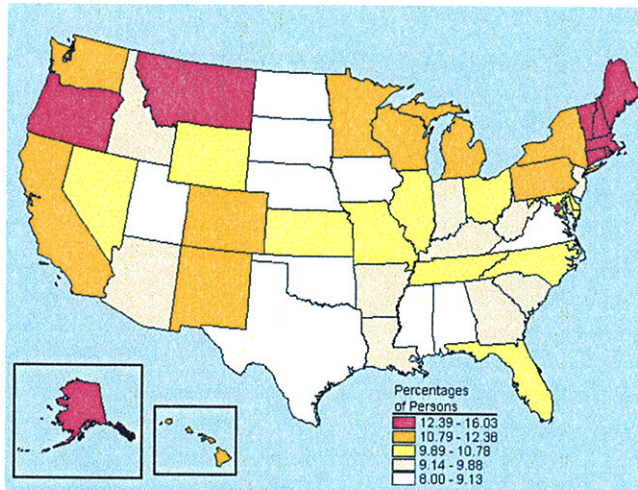 Percentages
of Persons
12.39 - 16.03
10.79 - 12.38
9.89 - 10.78
9.14 - 9.88
8.00 - 9.13